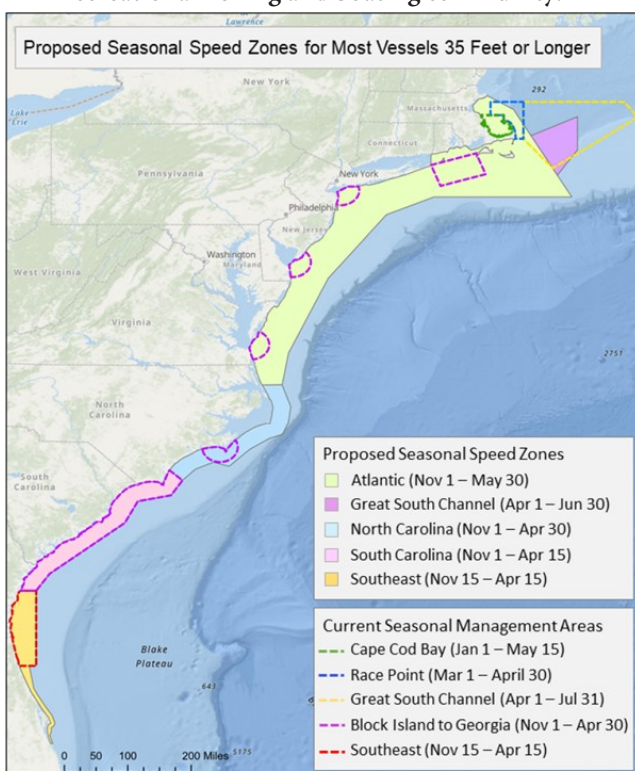 Proposed Seasonal Speed Zones for Most Vessels 35 Feet or Longer
Lawrence
New York
Lake
Erie
292
Massachusetts
Connecticut
Pennsylvania
New York
Philadelphia
New Jersey
Washington
Maryland
West Virginia
Virginia
2751
North
Carolina
South
Carolina
Proposed Seasonal Speed Zones
Atlantic (Nov 1 – May 30)
Great South Channel (Apr 1 – Jun 30)
North Carolina (Nov 1 – Apr 30)
South Carolina (Nov 1 – Apr 15)
Southeast (Nov 15 – Apr 15)
Current Seasonal Management Areas
Cape Cod Bay (Jan 1 – May 15)
Race Point (Mar 1 – April 30)
Great South Channel (Apr 1 – Jul 31)
Block Island to Georgia (Nov 1 – Apr 30)
Southeast (Nov 15 – Apr 15)
Blake
Plateau
643
0 50 100 200 Miles
5175